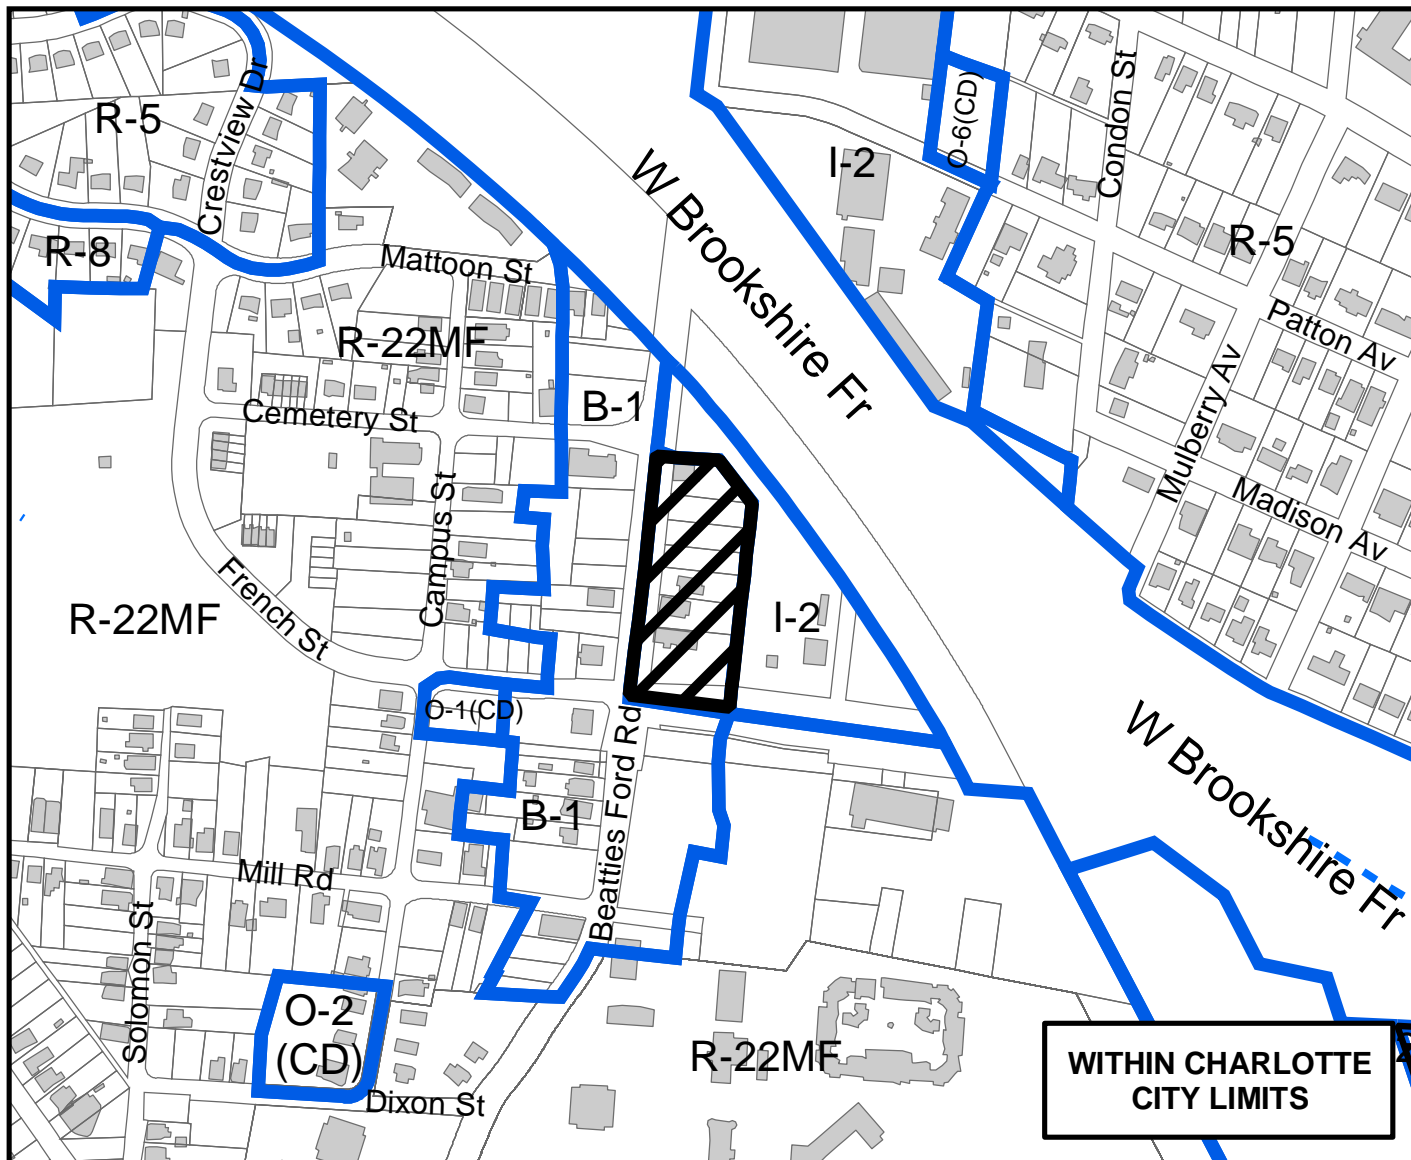 R-5
Crestview Dr
R-8
Mattoon St
R-22MF
Cemetery St
B-1
W Brookshire Fr
I-2
O-6(CD)
Condon St
R-5
Patton Av
Mulberry Av
Madison Av
Campus St
French St
R-22MF
I-2
O-1(CD)
B-1
Beatties Ford Rd
W Brookshire Fr
Mill Rd
Solomon St
O-2
(CD)
Dixon St
R-22MF
WITHIN CHARLOTTE
CITY LIMITS